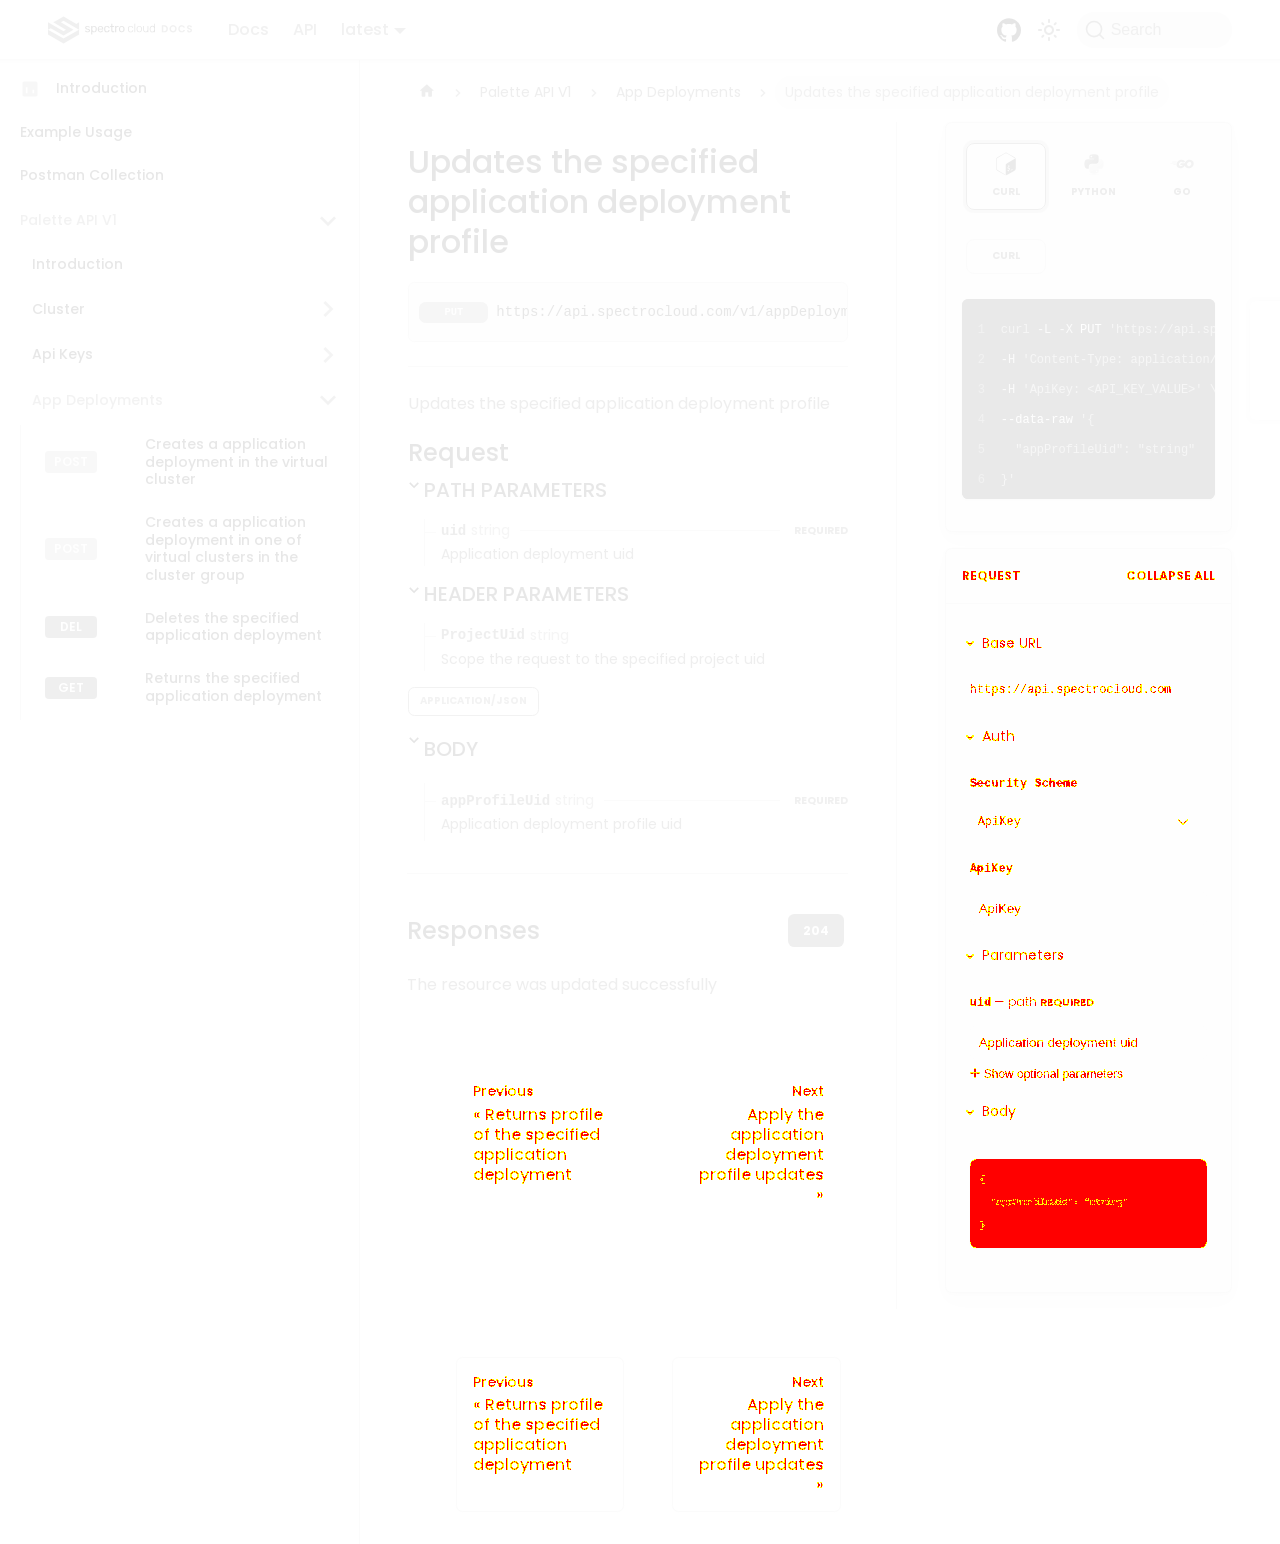 spectro cloud DOCS
Docs
API
latest
Search
Introduction
Example Usage
Postman Collection
Palette API V1
Introduction
Cluster
Api Keys
App Deployments
POST
Creates a application
deployment in the virtual
cluster
POST
Creates a application
deployment in one of
virtual clusters in the
cluster group
DEL
Deletes the specified
application deployment
GET
Returns the specified
application deployment
Palette API V1
App Deployments
Updates the specified application deployment profile
Updates the specified
application deployment
profile
PUT
https://api.spectrocloud.com/v1/appDeploym
Updates the specified application deployment profile
Request
PATH PARAMETERS
uid string
REQUIRED
Application deployment uid
HEADER PARAMETERS
ProjectUid string
Scope the request to the specified project uid
APPLICATION/JSON
BODY
appProfileUid string
REQUIRED
Application deployment profile uid
Responses
204
The resource was updated successfully
Previous
« Returns profile
of the specified
application
deployment
Next
Apply the
application
deployment
profile updates
»
Previous
« Returns profile
of the specified
application
deployment
Next
Apply the
application
deployment
profile updates
»
CURL
PYTHON
GO
CURL
1 curl -L -X PUT 'https://api.sp
2 -H 'Content-Type: application/
3 -H 'ApiKey: <API_KEY_VALUE>' \
4 --data-raw '{
5 "appProfileUid": "string"
6 }'
REQUEST
COLLAPSE ALL
Base URL
https://api.spectrocloud.com
Auth
Security Scheme
ApiKey
ApiKey
ApiKey
Parameters
uid — path REQUIRED
Application deployment uid
Show optional parameters
Body
{
"appProfileUid": "string"
}